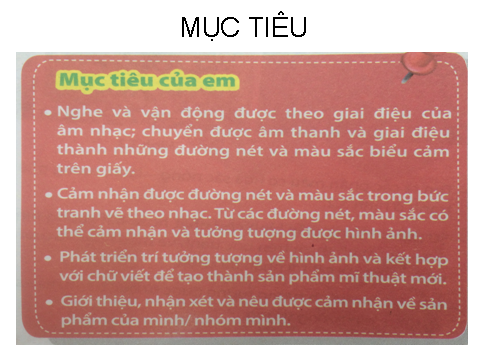 MỤC TIÊU
Mục tiêu của em
• Nghe và vận động được theo giai điệu của
âm nhạc; chuyển được âm thanh và giai điệu
thành những đường nét và màu sắc biểu cảm
trên giấy.
• Cảm nhận được đường nét và màu sắc trong bức
tranh vẽ theo nhạc. Từ các đường nét, màu sắc có
thể cảm nhận và tưởng tượng được hình ảnh.
• Phát triển trí tưởng tượng về hình ảnh và kết hợp
với chữ viết để tạo thành sản phẩm mĩ thuật mới.
• Giới thiệu, nhận xét và nêu được cảm nhận về sản
phẩm của mình/ nhóm mình.